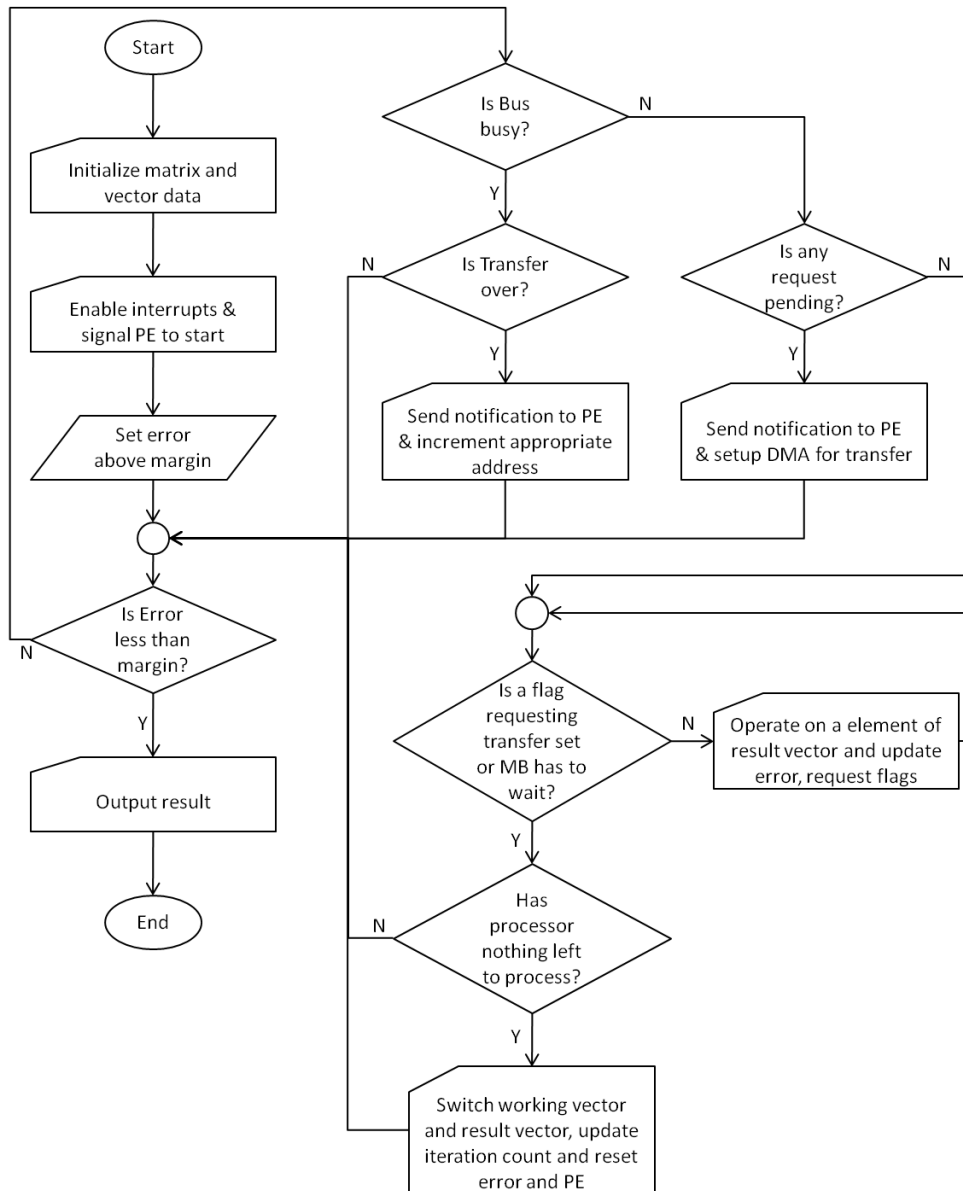 Start
Initialize matrix and
vector data
Enable interrupts &
signal PE to start
Set error
above margin
Is Error
less than
margin?
N
Y
Output result
End
Is Bus
busy?
N
Y
Is Transfer
over?
N
Y
Send notification to PE
& increment appropriate
address
Is any
request
pending?
N
Y
Send notification to PE
& setup DMA for transfer
Is a flag
requesting
transfer set
or MB has to
wait?
N
Operate on a element of
result vector and update
error, request flags
Y
Has
processor
nothing left
to process?
N
Y
Switch working vector
and result vector, update
iteration count and reset
error and PE